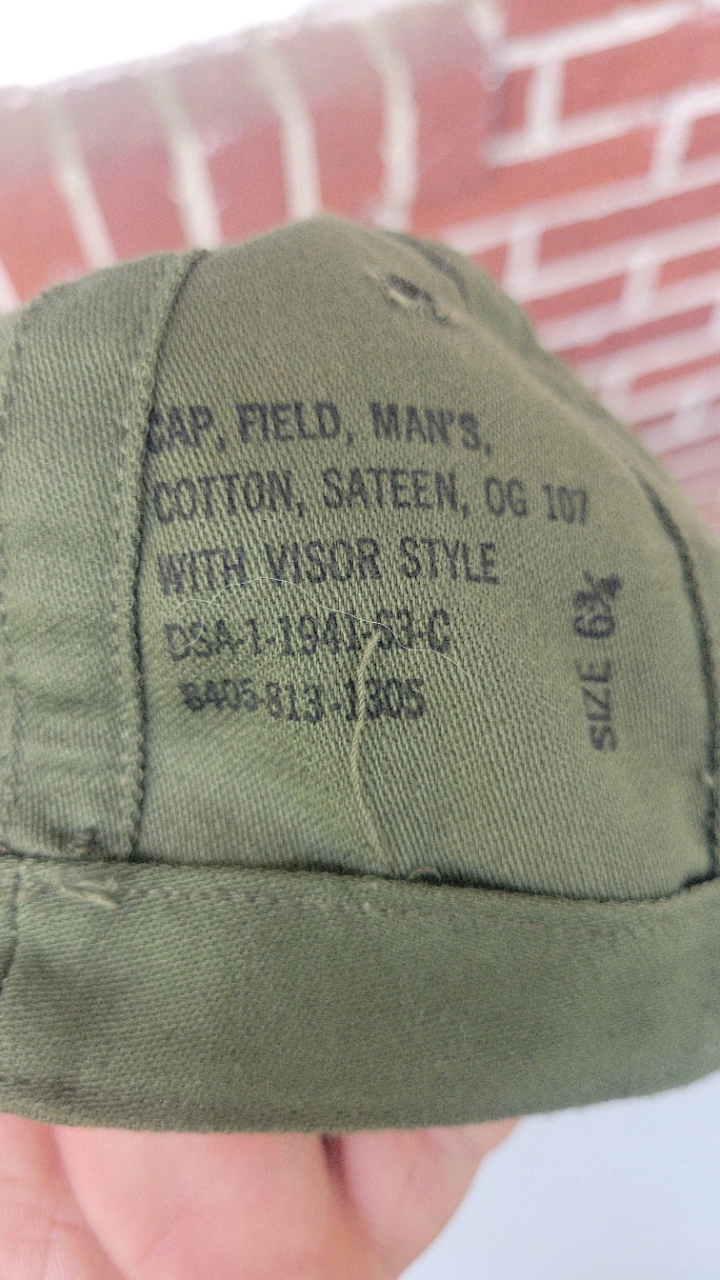 CAP, FIELD, MAN'S,
COTTON, SATEEN, OG 107
WITH VISOR STYLE
DSA-1-1941-63-C
8405-813-1305
SIZE 6¾